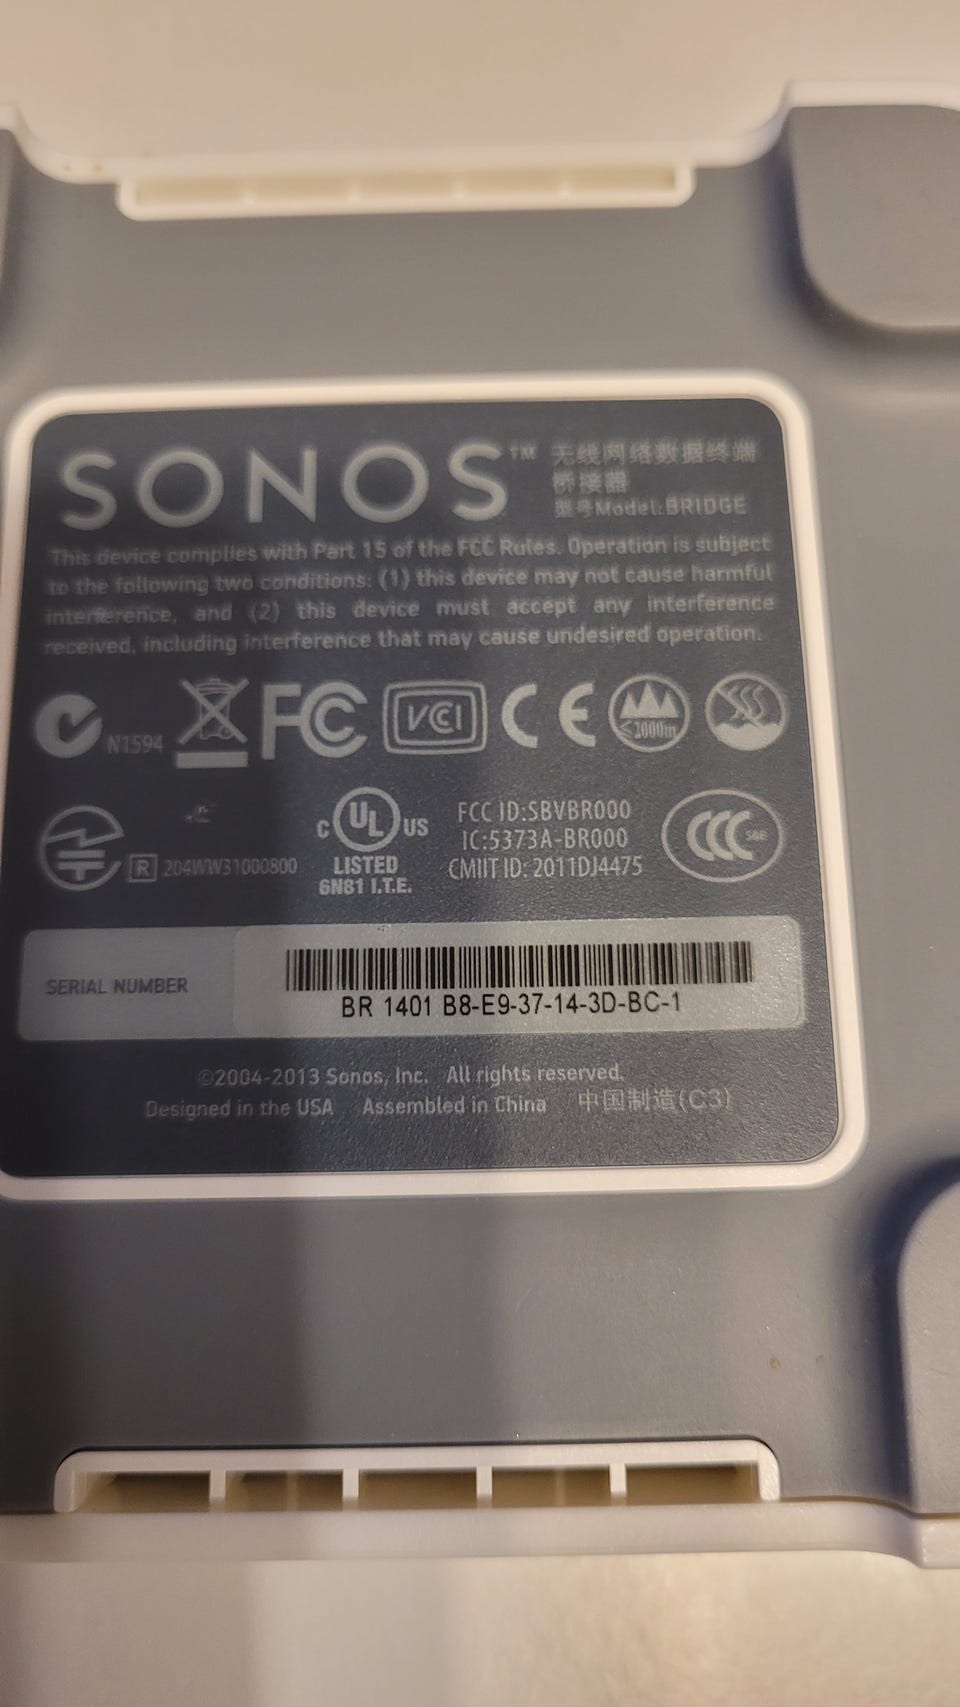 SONOS™ 无线网络数据终端
桥接器
型号Model:BRIDGE
This device complies with Part 15 of the FCC Rules. Operation is subject
to the following two conditions: (1) this device may not cause harmful
interference, and (2) this device must accept any interference
received, including interference that may cause undesired operation.
N1594 FC VCI CE ≤2000m
R 204WW31000800
C UL US
LISTED
6N81 I.T.E.
FCC ID:SBVBR000
IC:5373A-BR000
CMIIT ID: 2011DJ4475
CCC S&E
SERIAL NUMBER
BR 1401 B8-E9-37-14-3D-BC-1
©2004-2013 Sonos, Inc. All rights reserved.
Designed in the USA Assembled in China 中国制造(C3)